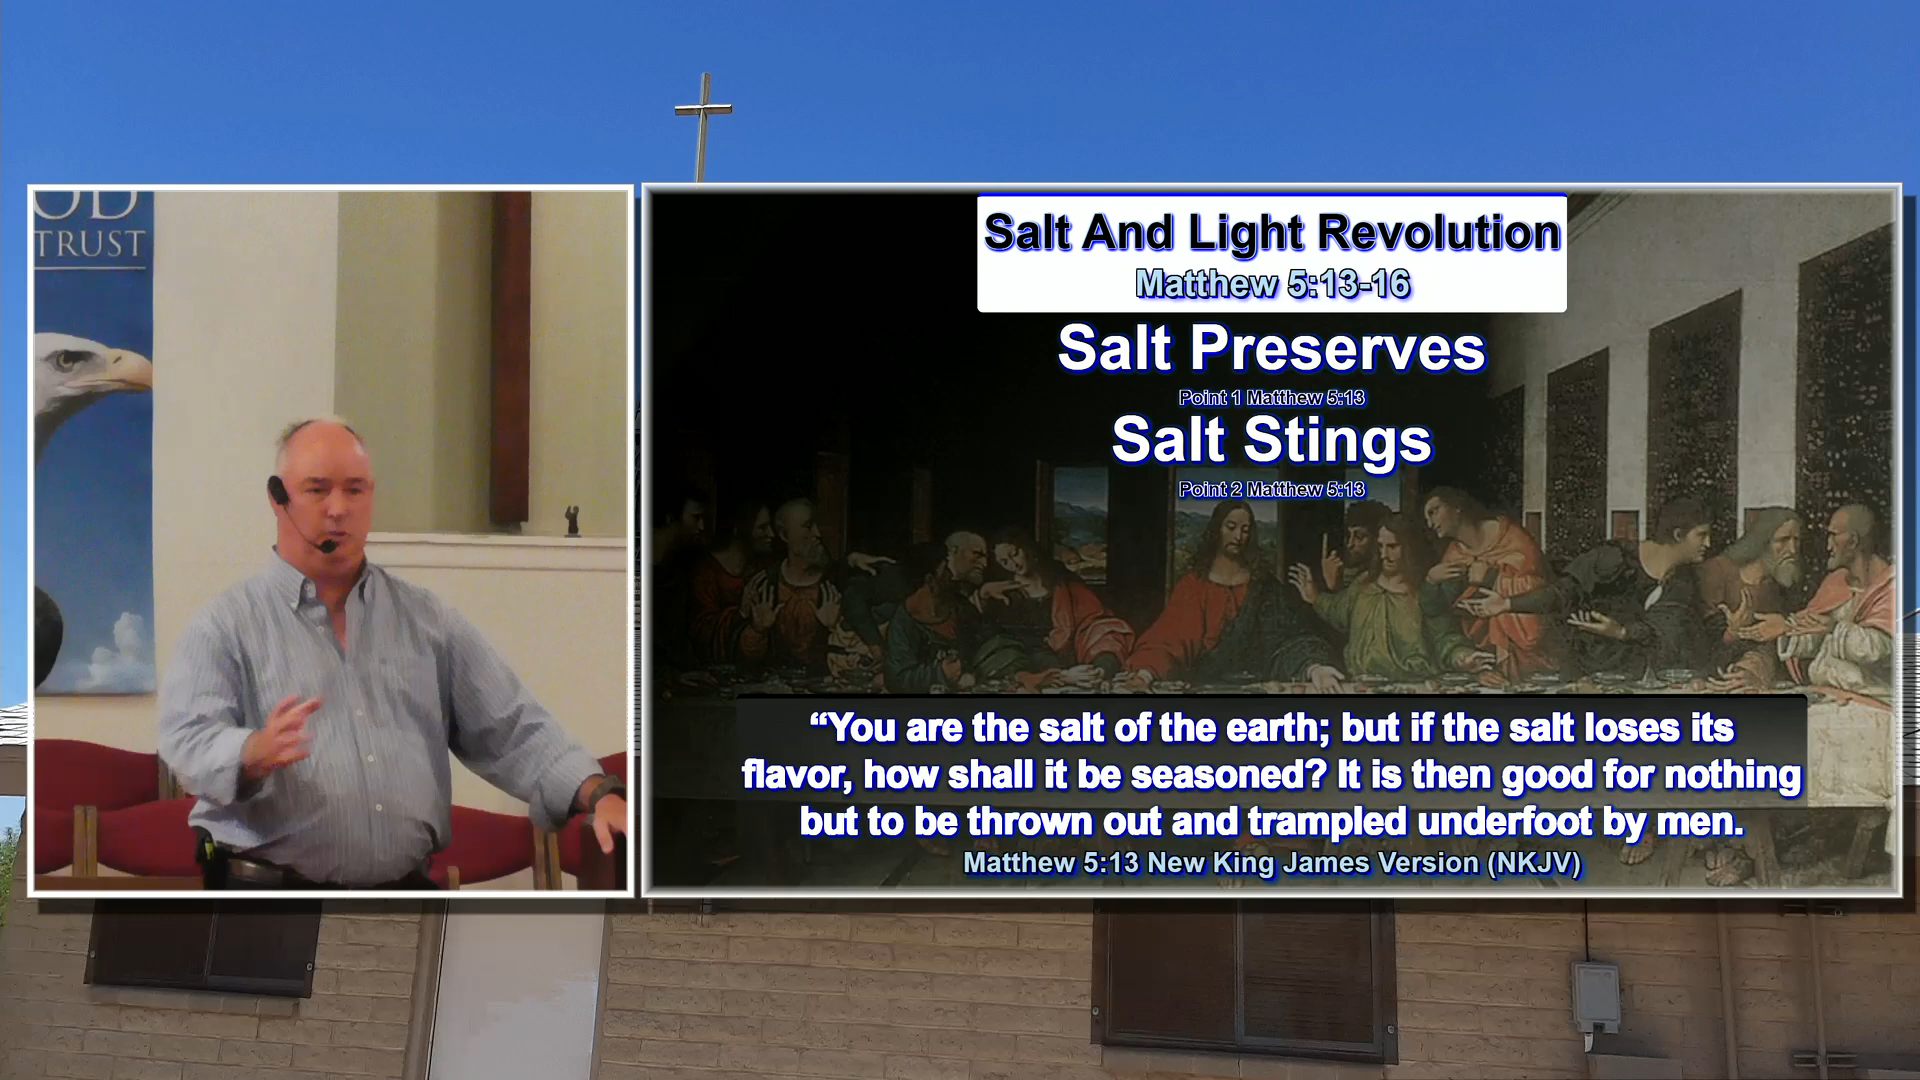 OD
TRUST
Salt And Light Revolution
Matthew 5:13-16
Salt Preserves
Point 1 Matthew 5:13
Salt Stings
Point 2 Matthew 5:13
“You are the salt of the earth; but if the salt loses its
flavor, how shall it be seasoned? It is then good for nothing
but to be thrown out and trampled underfoot by men.
Matthew 5:13 New King James Version (NKJV)